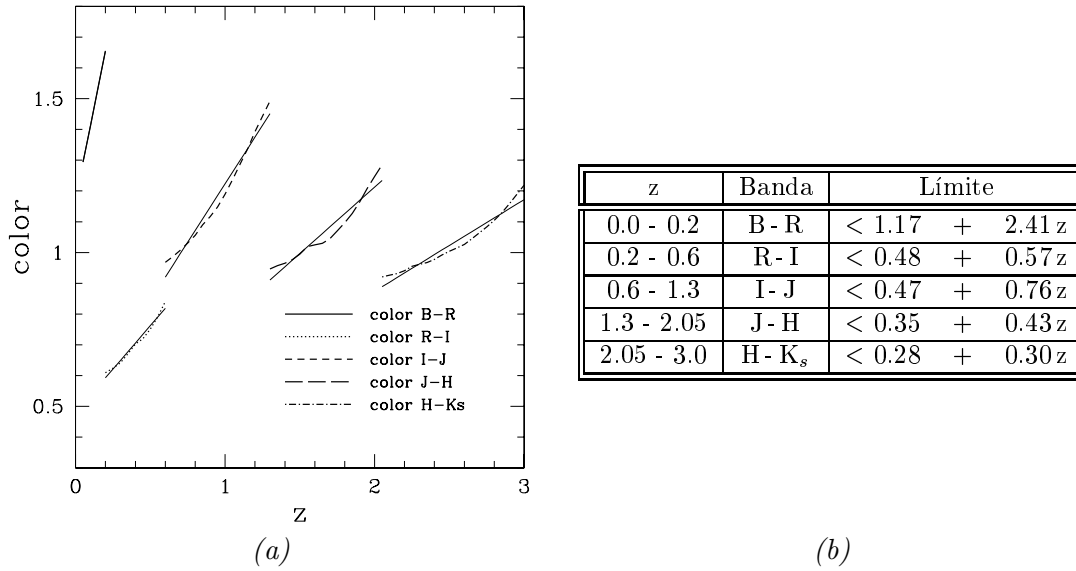 1.5
1
0.5
color
0 1 2 3
z
color B−R
color R−I
color I−J
color J−H
color H−Ks
(a)
z Banda Límite
0.0 - 0.2 B - R < 1.17 + 2.41 z
0.2 - 0.6 R - I < 0.48 + 0.57 z
0.6 - 1.3 I - J < 0.47 + 0.76 z
1.3 - 2.05 J - H < 0.35 + 0.43 z
2.05 - 3.0 H - Kₛ < 0.28 + 0.30 z
(b)